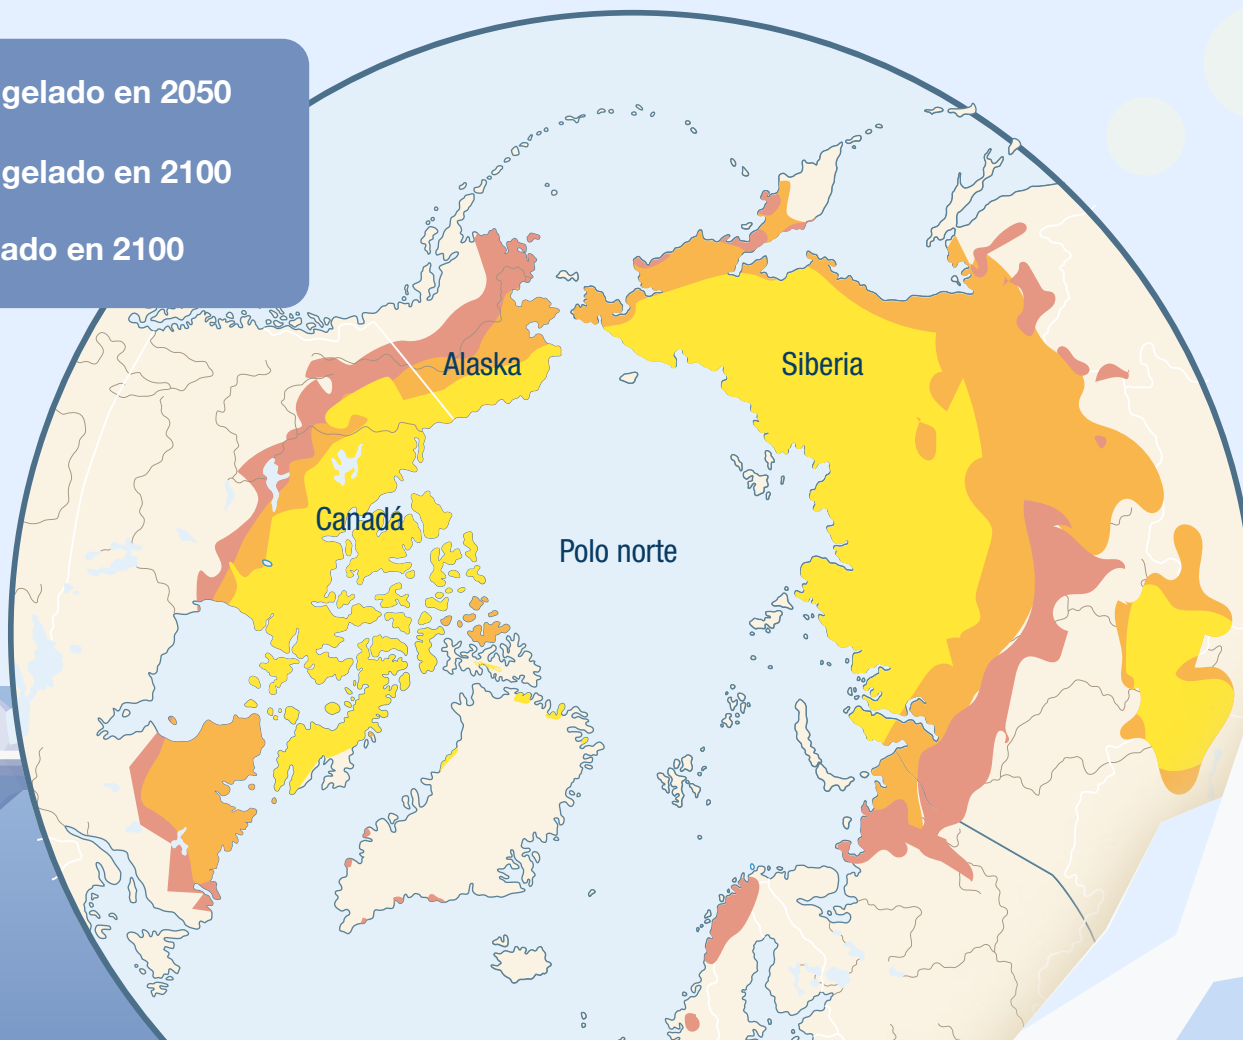 gelado en 2050
gelado en 2100
ado en 2100
Alaska
Siberia
Canadá
Polo norte